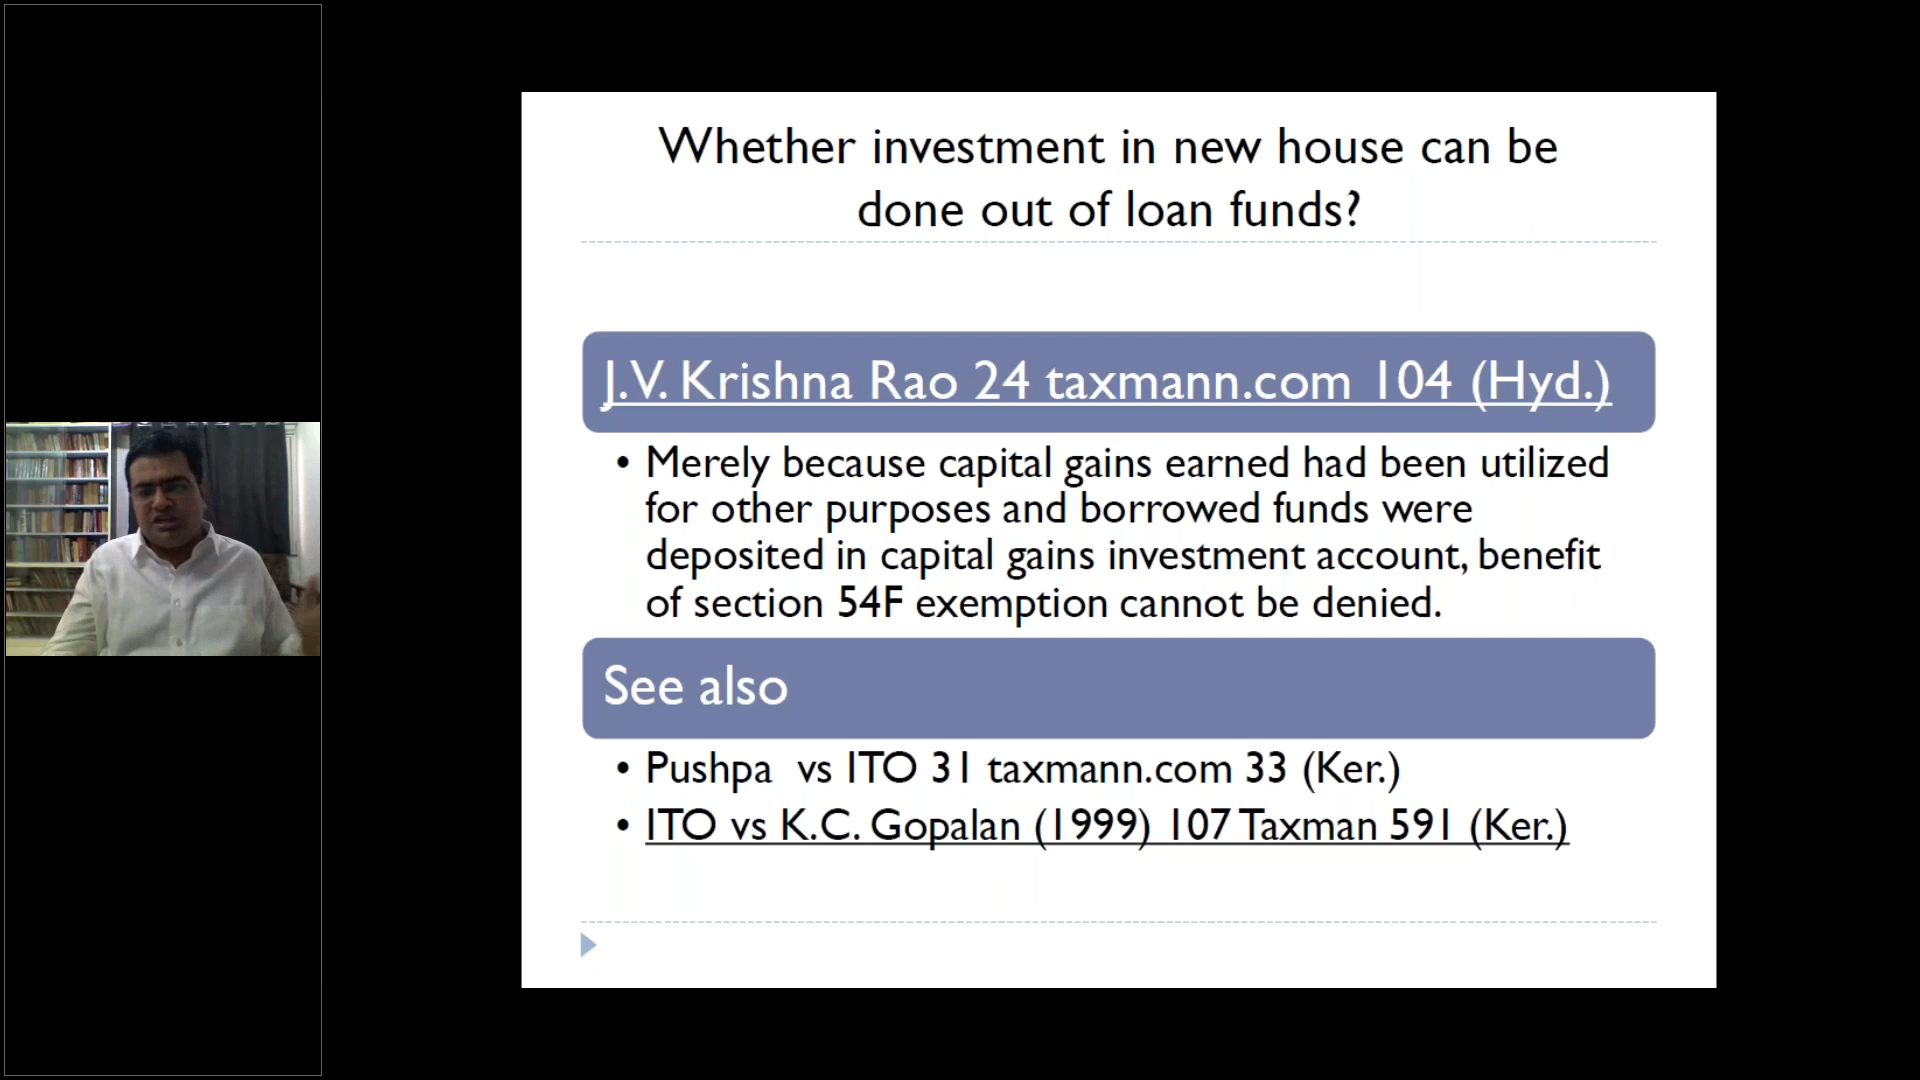 Whether investment in new house can be
done out of loan funds?
J.V. Krishna Rao 24 taxmann.com 104 (Hyd.)
• Merely because capital gains earned had been utilized
for other purposes and borrowed funds were
deposited in capital gains investment account, benefit
of section 54F exemption cannot be denied.
See also
• Pushpa vs ITO 31 taxmann.com 33 (Ker.)
• ITO vs K.C. Gopalan (1999) 107 Taxman 591 (Ker.)